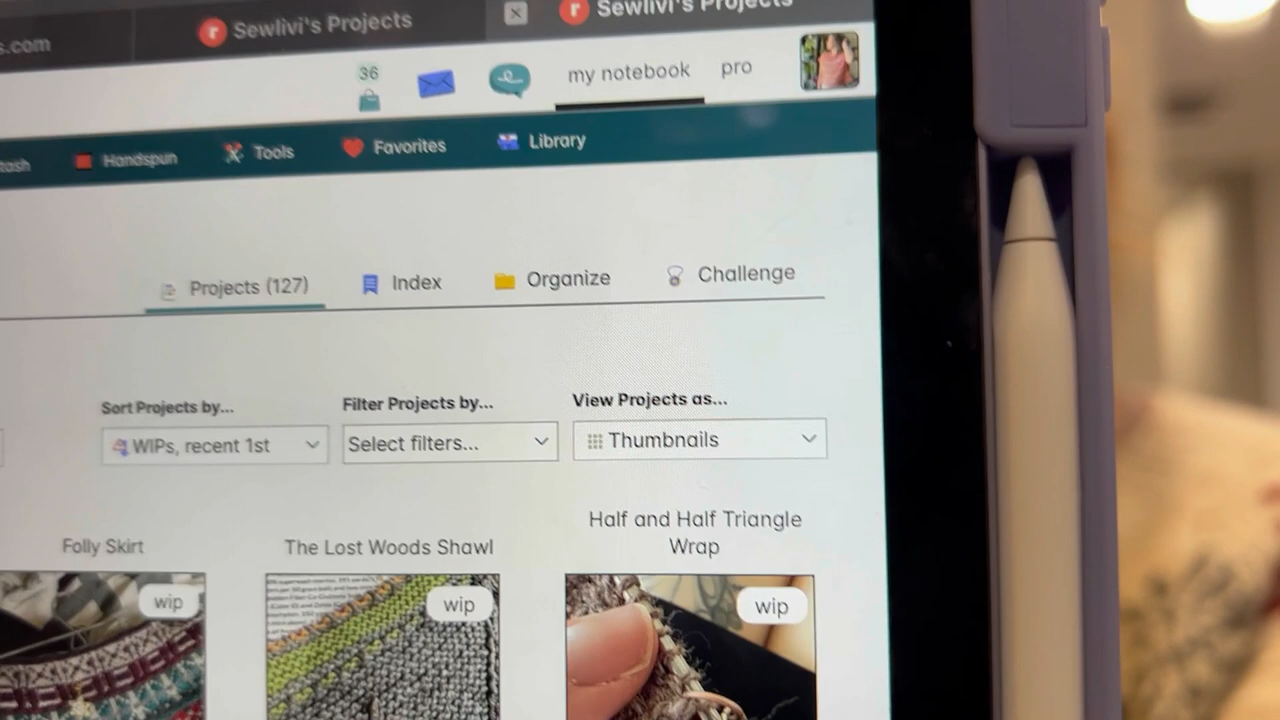 s.com
Sewlivi's Projects
Sewlivi's Projects
36
my notebook
pro
Handspun
Tools
Favorites
Library
Projects (127)
Index
Organize
Challenge
Sort Projects by...
Filter Projects by...
View Projects as...
WIPs, recent 1st
Select filters...
Thumbnails
Folly Skirt
The Lost Woods Shawl
Half and Half Triangle
Wrap
wip
wip
wip